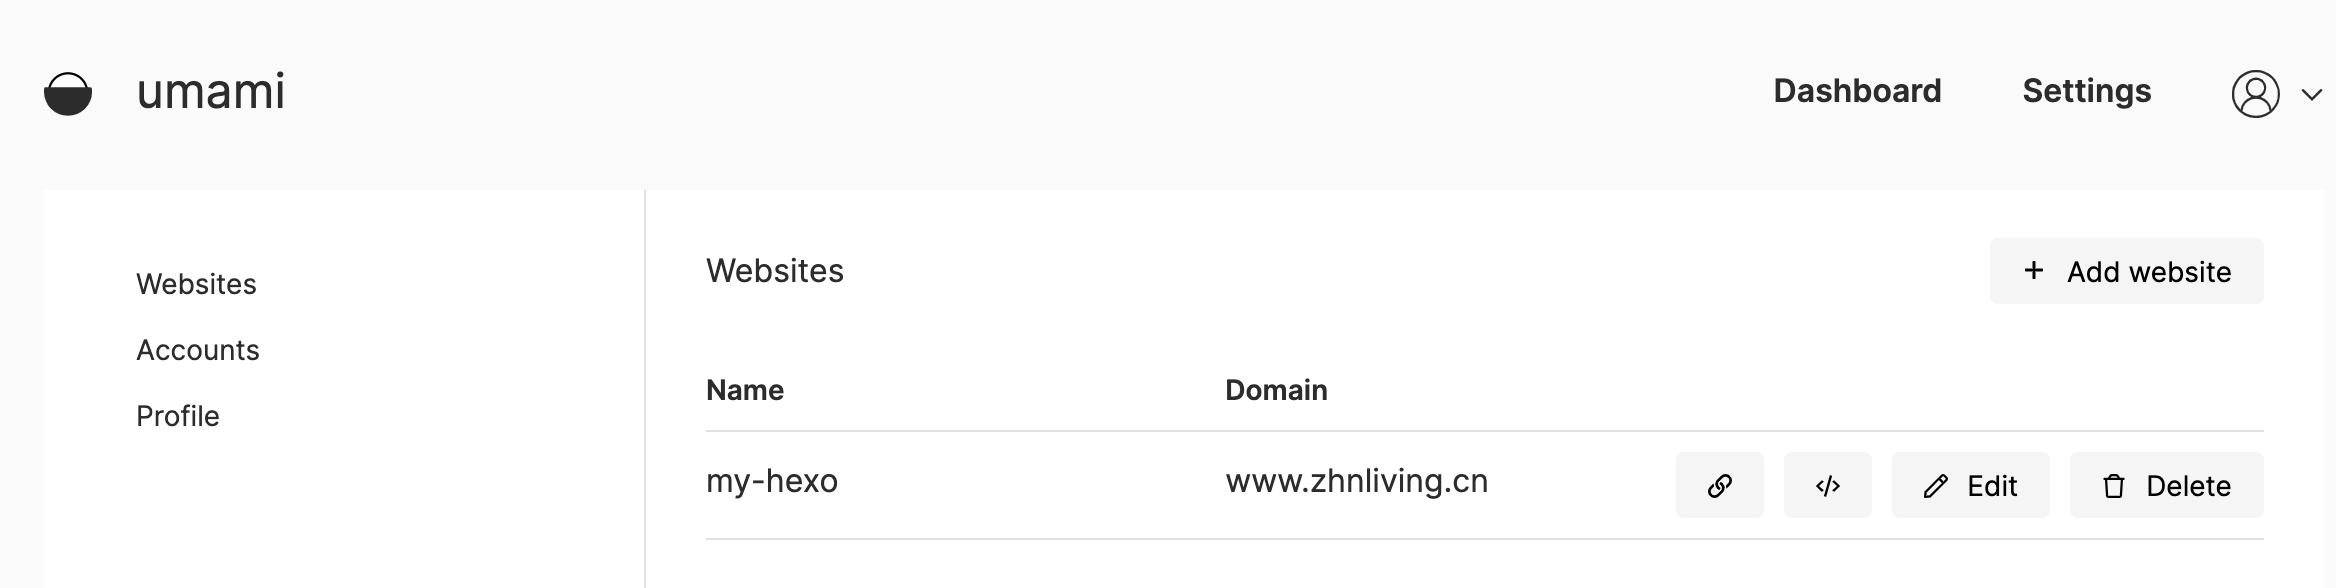 umami
Dashboard
Settings
Websites
Accounts
Profile
Websites
+ Add website
Name Domain
my-hexo www.zhnliving.cn </> Edit Delete